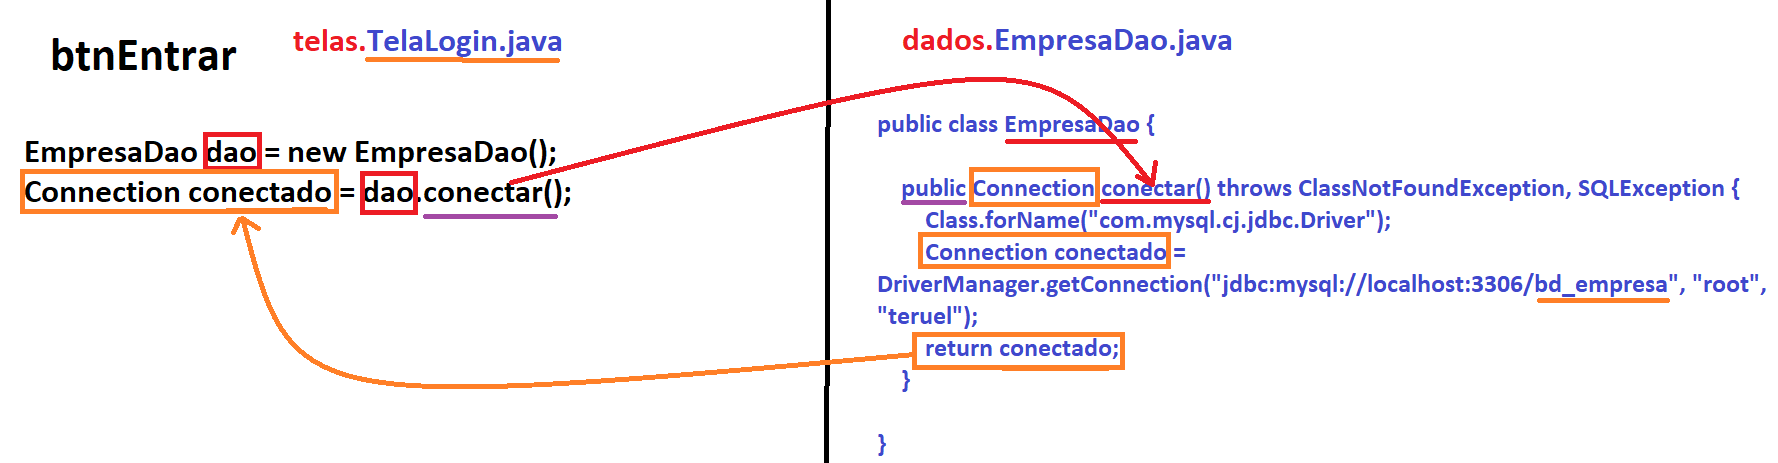 btnEntrar
telas.TelaLogin.java
EmpresaDao dao = new EmpresaDao();
Connection conectado = dao.conectar();
dados.EmpresaDao.java
public class EmpresaDao {
public Connection conectar() throws ClassNotFoundException, SQLException {
Class.forName("com.mysql.cj.jdbc.Driver");
Connection conectado =
DriverManager.getConnection("jdbc:mysql://localhost:3306/bd_empresa", "root",
"teruel");
return conectado;
}
}